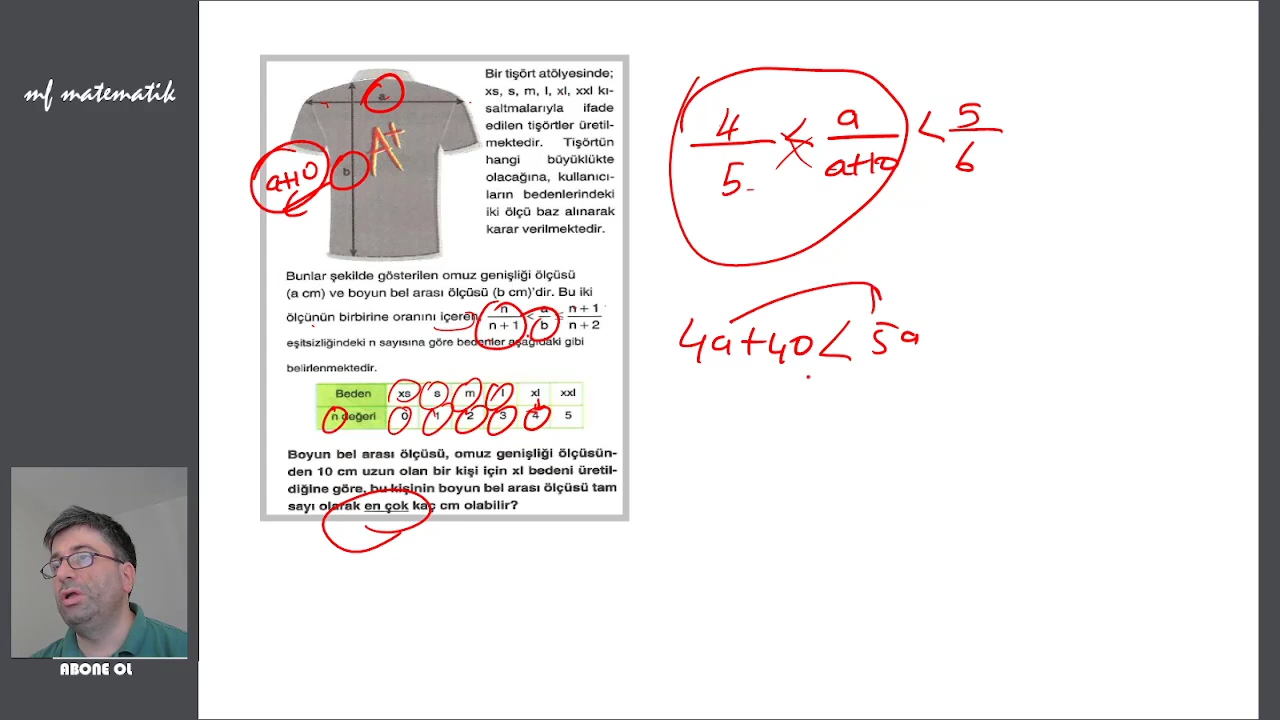 mf matematik
a
b
A+
a+10
Bir tişört atölyesinde;
xs, s, m, l, xl, xxl kı-
saltmalarıyla ifade
edilen tişörtler üretil-
mektedir. Tişörtün
hangi büyüklükte
olacağına, kullanıcı-
ların bedenlerindeki
iki ölçü baz alınarak
karar verilmektedir.
Bunlar şekilde gösterilen omuz genişliği ölçüsü
(a cm) ve boyun bel arası ölçüsü (b cm)'dir. Bu iki
ölçünün birbirine oranını içeren n/n+1 < a/b ≤ n+1/n+2
eşitsizliğindeki n sayısına göre bedenler aşağıdaki gibi
belirlenmektedir.
Beden xs s m l xl xxl
n değeri 0 1 2 3 4 5
Boyun bel arası ölçüsü, omuz genişliği ölçüsün-
den 10 cm uzun olan bir kişi için xl bedeni üretil-
diğine göre, bu kişinin boyun bel arası ölçüsü tam
sayı olarak en çok kaç cm olabilir?
4/5 < a/a+10 < 5/6
4a+40 < 5a
ABONE OL